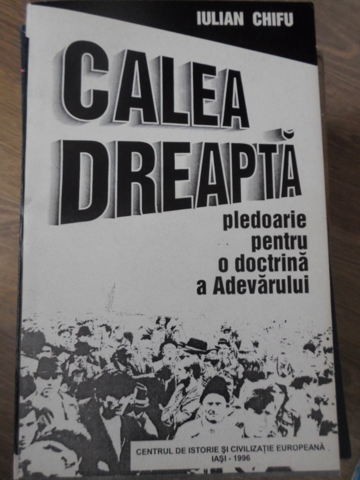 IULIAN CHIFU
CALEA
DREAPTĂ
pledoarie
pentru
o doctrină
a Adevărului
CENTRUL DE ISTORIE ȘI CIVILIZAȚIE EUROPEANĂ
IAȘI - 1996